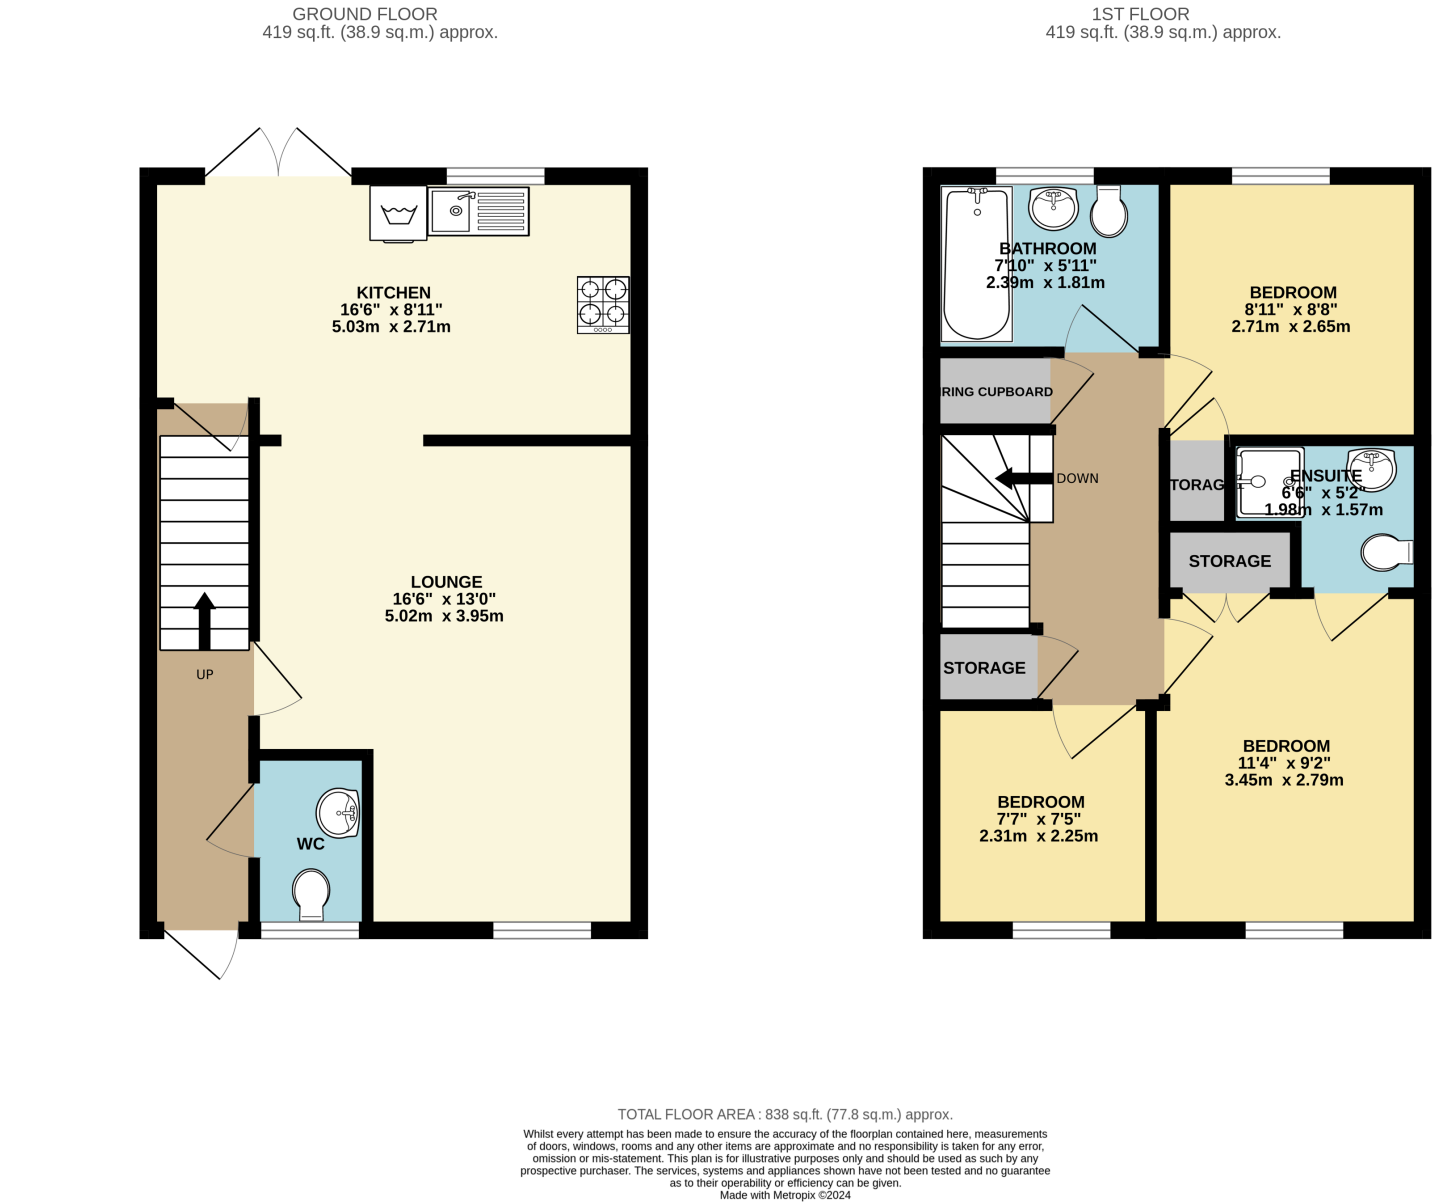 GROUND FLOOR
419 sq.ft. (38.9 sq.m.) approx.
KITCHEN
16'6" x 8'11"
5.03m x 2.71m
LOUNGE
16'6" x 13'0"
5.02m x 3.95m
UP
WC
1ST FLOOR
419 sq.ft. (38.9 sq.m.) approx.
BATHROOM
7'10" x 5'11"
2.39m x 1.81m
BEDROOM
8'11" x 8'8"
2.71m x 2.65m
IRING CUPBOARD
DOWN
TORAG
ENSUITE
6'6" x 5'2"
1.98m x 1.57m
STORAGE
STORAGE
BEDROOM
11'4" x 9'2"
3.45m x 2.79m
BEDROOM
7'7" x 7'5"
2.31m x 2.25m
TOTAL FLOOR AREA : 838 sq.ft. (77.8 sq.m.) approx.
Whilst every attempt has been made to ensure the accuracy of the floorplan contained here, measurements
of doors, windows, rooms and any other items are approximate and no responsibility is taken for any error,
omission or mis-statement. This plan is for illustrative purposes only and should be used as such by any
prospective purchaser. The services, systems and appliances shown have not been tested and no guarantee
as to their operability or efficiency can be given.
Made with Metropix ©2024